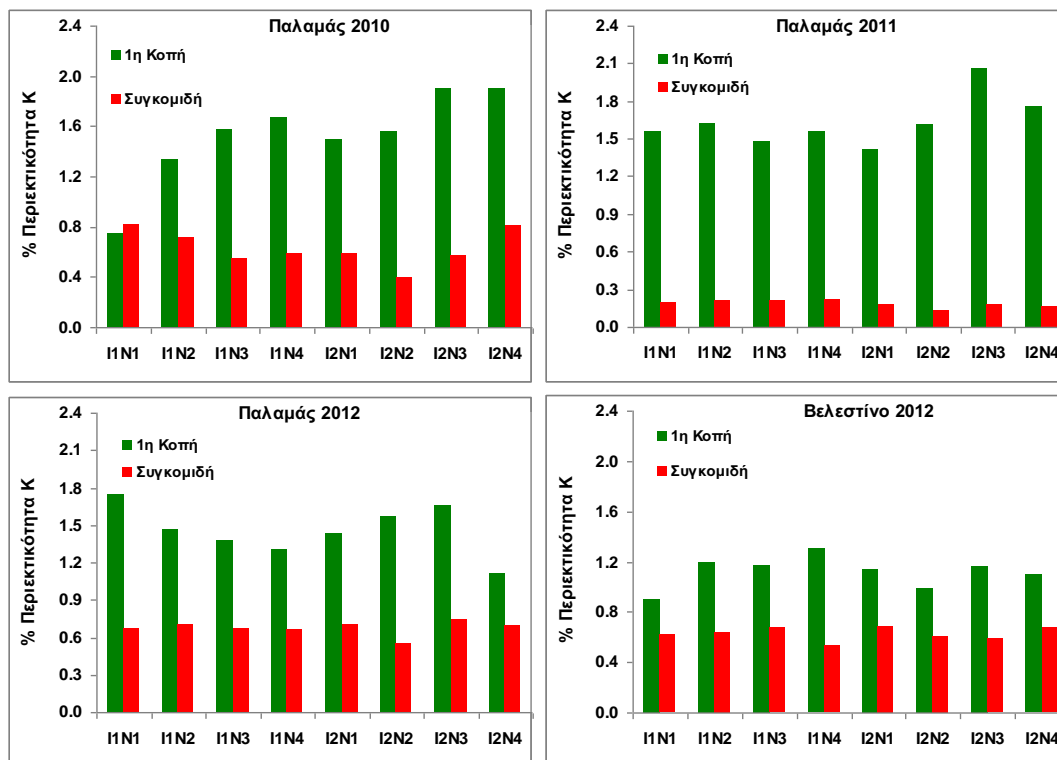 Παλαμάς 2010
% Περιεκτικότητα Κ
2.4
2.0
1.6
1.2
0.8
0.4
0.0
1η Κοπή
Συγκομιδή
I1N1 I1N2 I1N3 I1N4 I2N1 I2N2 I2N3 I2N4
Παλαμάς 2011
% Περιεκτικότητα Κ
2.4
2.1
1.8
1.5
1.2
0.9
0.6
0.3
0.0
1η Κοπή
Συγκομιδή
I1N1 I1N2 I1N3 I1N4 I2N1 I2N2 I2N3 I2N4
Παλαμάς 2012
% Περιεκτικότητα Κ
2.4
2.1
1.8
1.5
1.2
0.9
0.6
0.3
0.0
1η Κοπή
Συγκομιδή
I1N1 I1N2 I1N3 I1N4 I2N1 I2N2 I2N3 I2N4
Βελεστίνο 2012
% Περιεκτικότητα Κ
2.4
2.0
1.6
1.2
0.8
0.4
0.0
1η Κοπή
Συγκομιδή
I1N1 I1N2 I1N3 I1N4 I2N1 I2N2 I2N3 I2N4